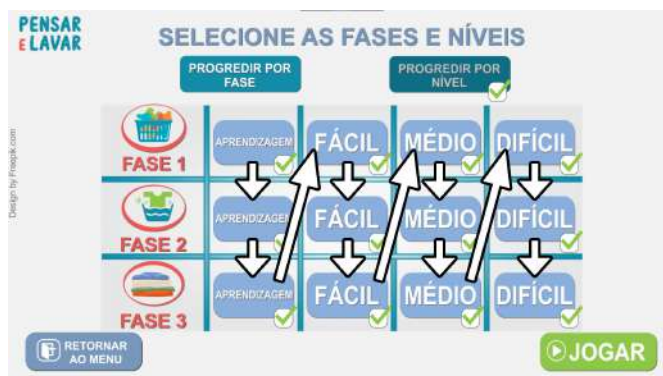 PENSAR
E LAVAR
SELECIONE AS FASES E NÍVEIS
PROGREDIR POR
FASE
PROGREDIR POR
NÍVEL
FASE 1
APRENDIZAGEM
FÁCIL
MÉDIO
DIFÍCIL
FASE 2
APRENDIZAGEM
FÁCIL
MÉDIO
DIFÍCIL
FASE 3
APRENDIZAGEM
FÁCIL
MÉDIO
DIFÍCIL
Design by Freepik.com
RETORNAR
AO MENU
JOGAR